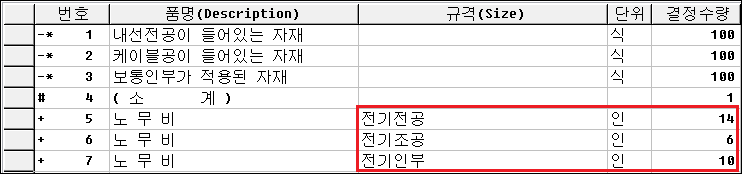 번호 품명(Description) 규격(Size) 단위 결정수량
-* 1 내선전공이 들어있는 자재 식 100
-* 2 케이블공이 들어있는 자재 식 100
-* 3 보통인부가 적용된 자재 식 100
# 4 ( 소 계 ) 1
+ 5 노 무 비 전기전공 인 14
+ 6 노 무 비 전기조공 인 6
+ 7 노 무 비 전기인부 인 10